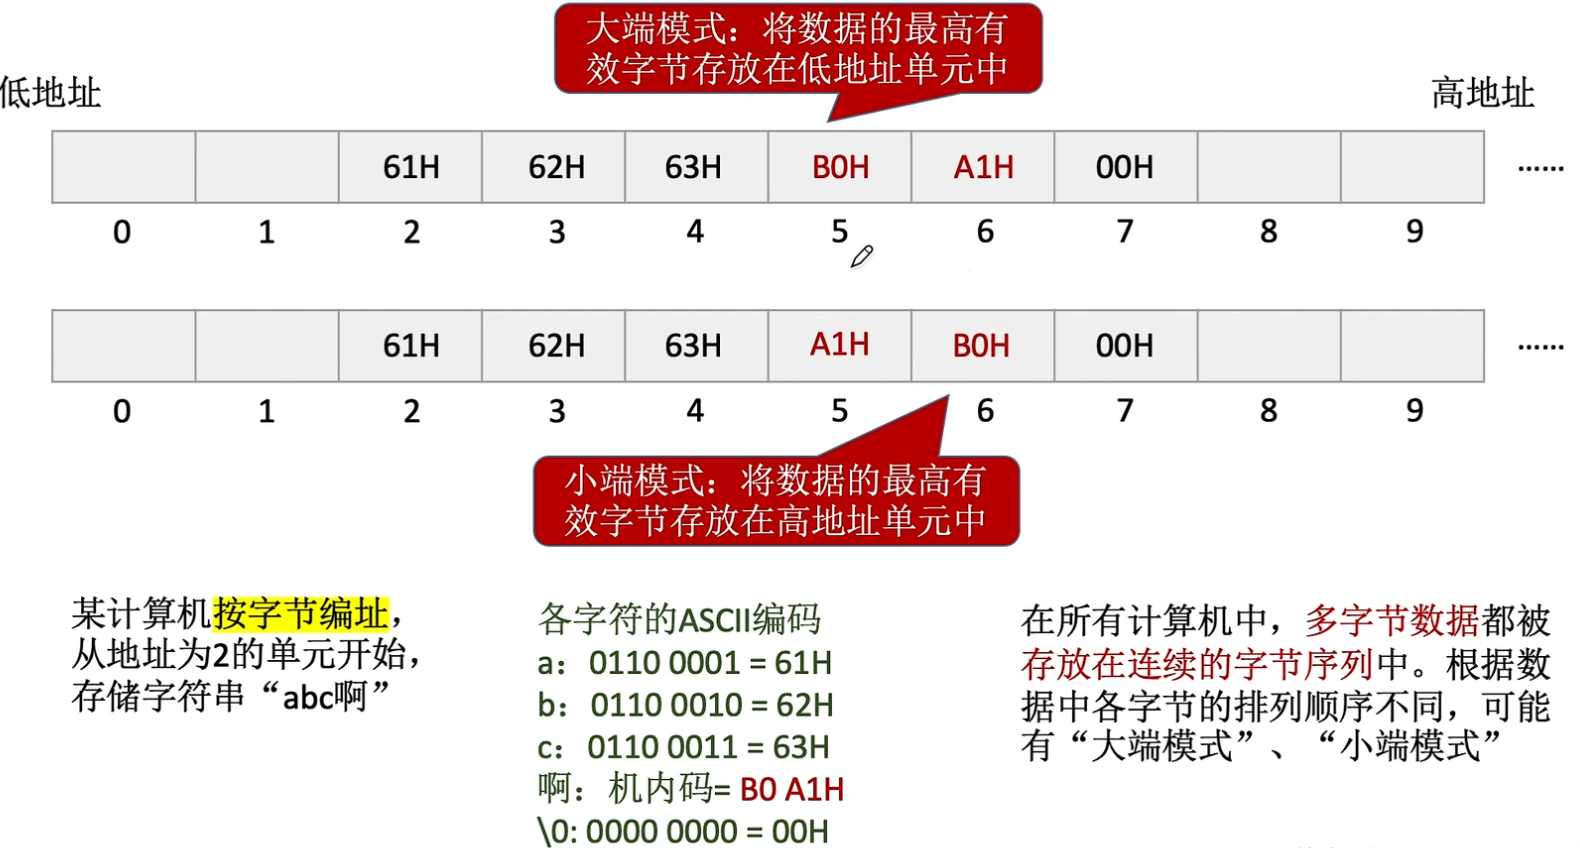 大端模式：将数据的最高有
效字节存放在低地址单元中
低地址
高地址
61H 62H 63H B0H A1H 00H ……
0 1 2 3 4 5 6 7 8 9
61H 62H 63H A1H B0H 00H ……
0 1 2 3 4 5 6 7 8 9
小端模式：将数据的最高有
效字节存放在高地址单元中
某计算机按字节编址，
从地址为2的单元开始，
存储字符串“abc啊”
各字符的ASCII编码
a：0110 0001 = 61H
b：0110 0010 = 62H
c：0110 0011 = 63H
啊：机内码= B0 A1H
\0: 0000 0000 = 00H
在所有计算机中，多字节数据都被
存放在连续的字节序列中。根据数
据中各字节的排列顺序不同，可能
有“大端模式”、“小端模式”